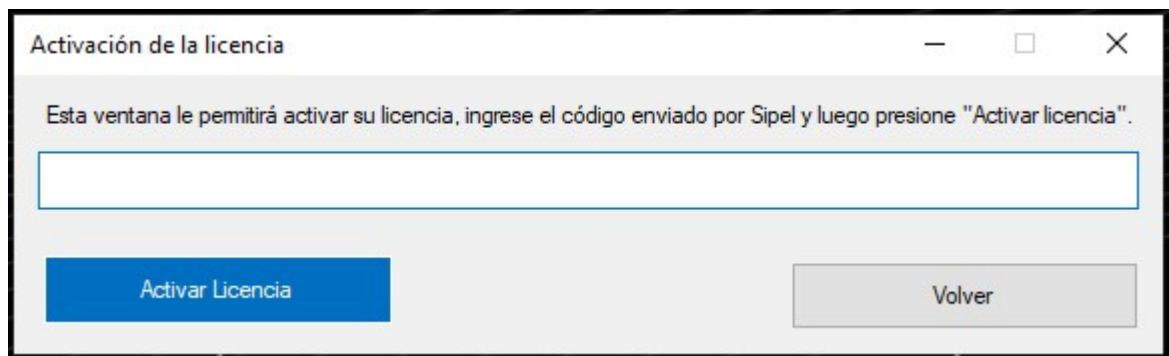 Activación de la licencia
Esta ventana le permitirá activar su licencia, ingrese el código enviado por Sipel y luego presione "Activar licencia".
Activar Licencia
Volver